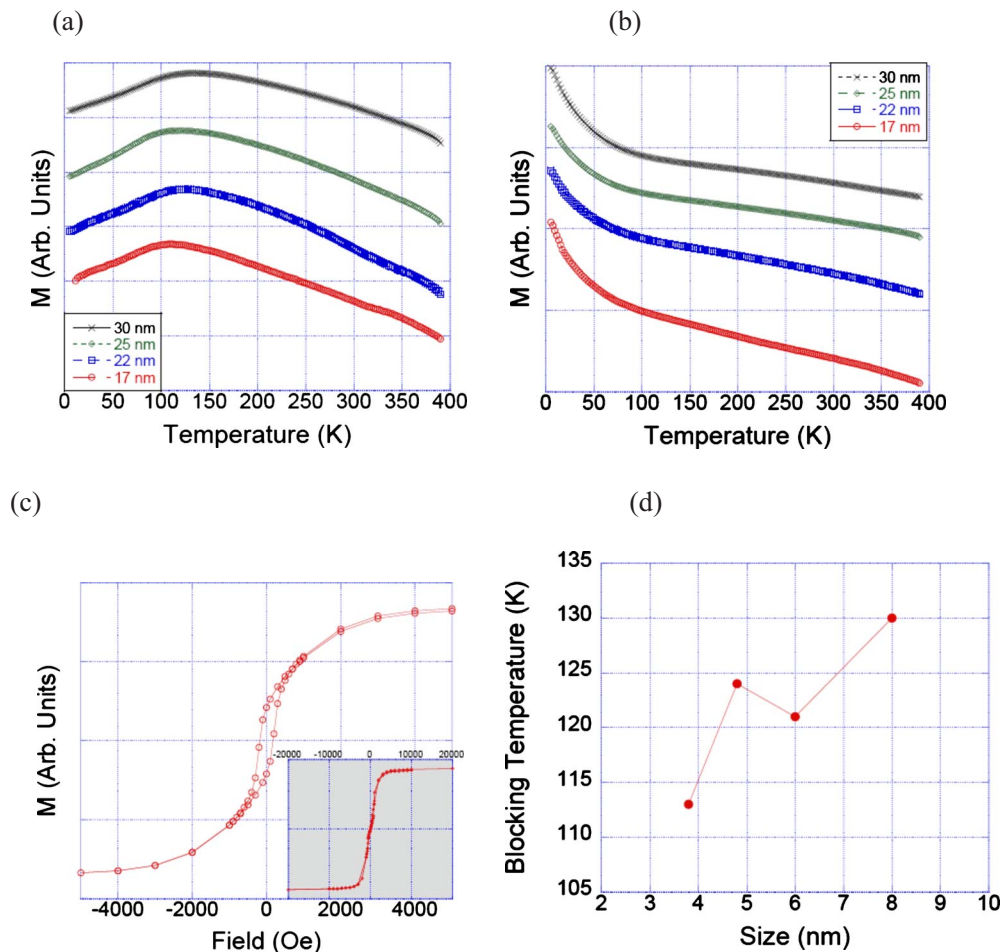 (a)
(b)
M (Arb. Units)
30 nm
25 nm
22 nm
17 nm
0 50 100 150 200 250 300 350 400
Temperature (K)
M (Arb. Units)
30 nm
25 nm
22 nm
17 nm
0 50 100 150 200 250 300 350 400
Temperature (K)
(c)
(d)
M (Arb. Units)
-20000 -10000 0 10000 20000
-4000 -2000 0 2000 4000
Field (Oe)
Blocking Temperature (K)
135
130
125
120
115
110
105
2 3 4 5 6 7 8 9 10
Size (nm)